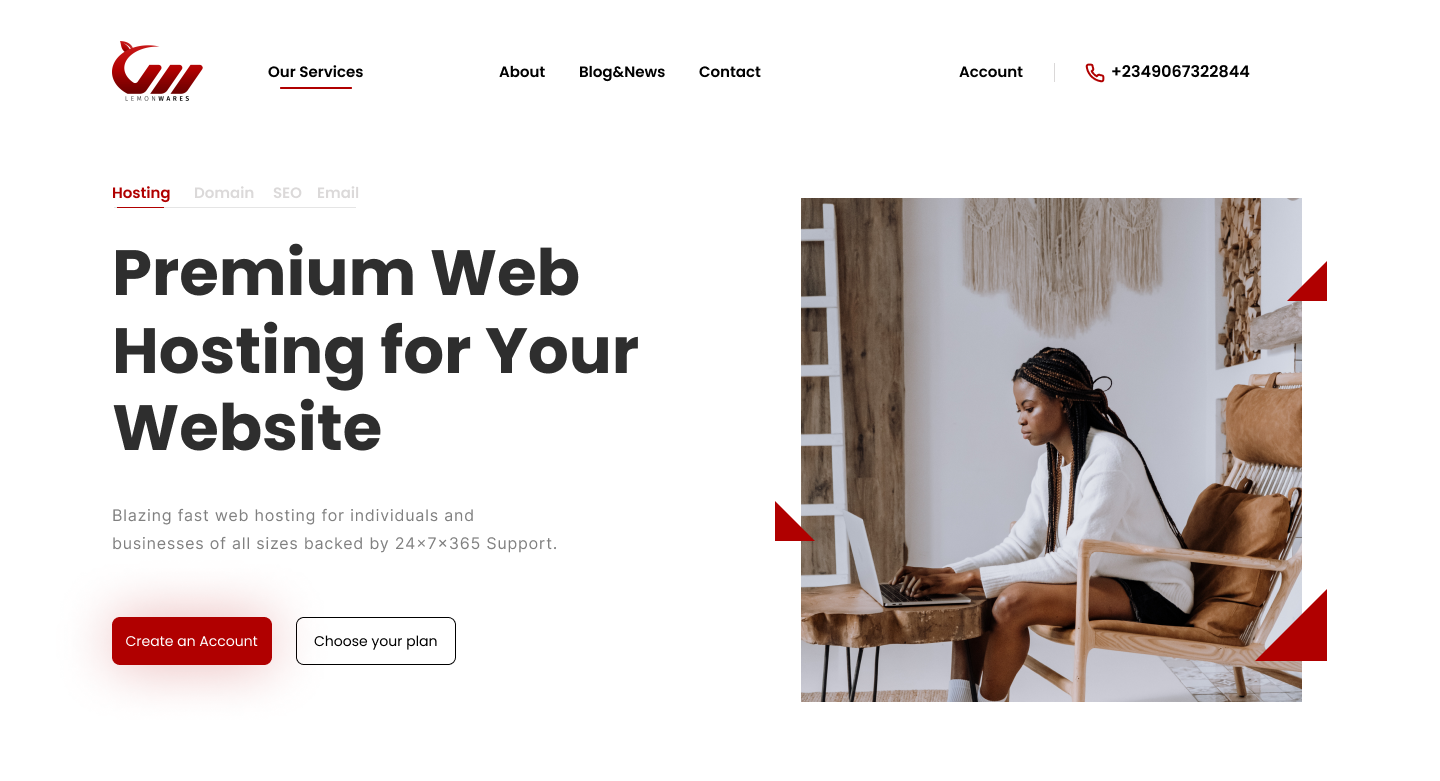 LEMONWARES
Our Services
About
Blog&News
Contact
Account
+2349067322844
Hosting
Domain
SEO
Email
Premium Web
Hosting for Your
Website
Blazing fast web hosting for individuals and
businesses of all sizes backed by 24×7×365 Support.
Create an Account
Choose your plan